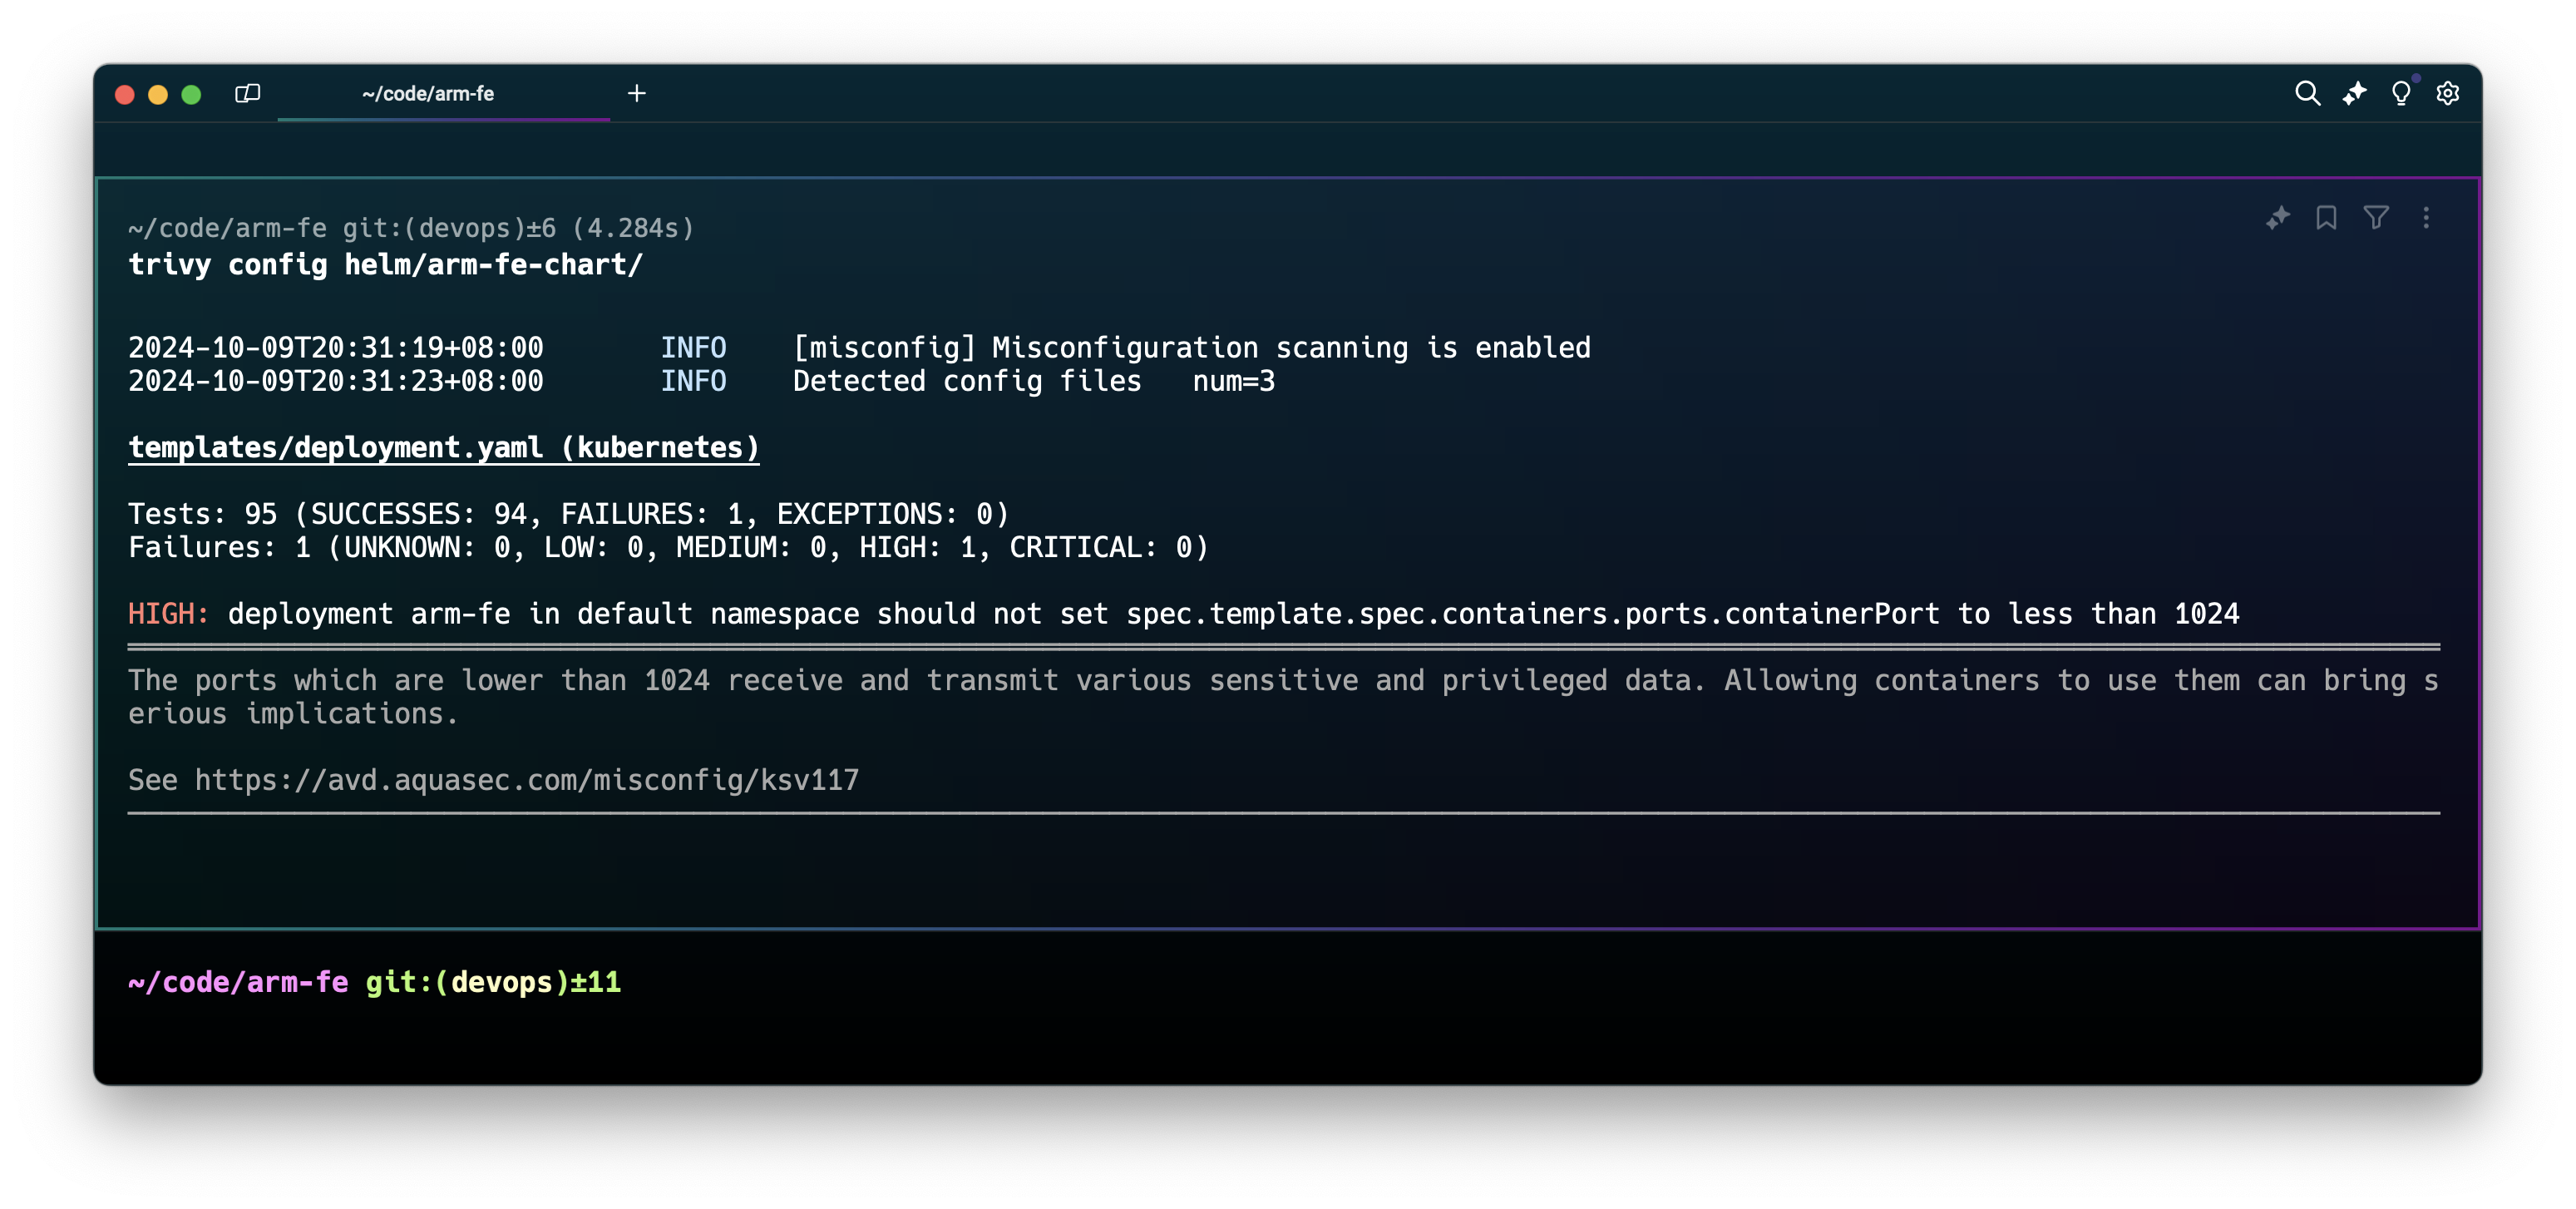 ~/code/arm-fe
~/code/arm-fe git:(devops)±6 (4.284s)
trivy config helm/arm-fe-chart/
2024-10-09T20:31:19+08:00 INFO [misconfig] Misconfiguration scanning is enabled
2024-10-09T20:31:23+08:00 INFO Detected config files num=3
templates/deployment.yaml (kubernetes)
Tests: 95 (SUCCESSES: 94, FAILURES: 1, EXCEPTIONS: 0)
Failures: 1 (UNKNOWN: 0, LOW: 0, MEDIUM: 0, HIGH: 1, CRITICAL: 0)
HIGH: deployment arm-fe in default namespace should not set spec.template.spec.containers.ports.containerPort to less than 1024
The ports which are lower than 1024 receive and transmit various sensitive and privileged data. Allowing containers to use them can bring s
erious implications.
See https://avd.aquasec.com/misconfig/ksv117
~/code/arm-fe git:(devops)±11